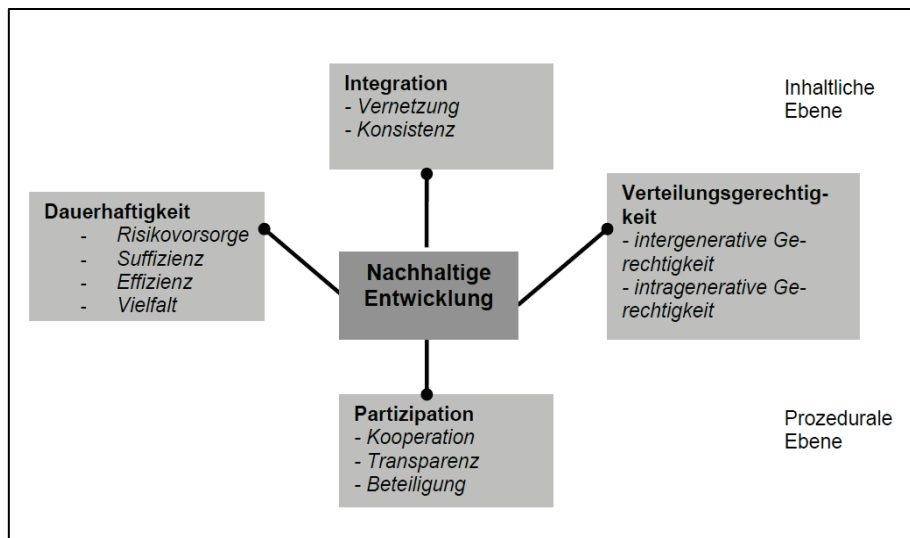 Integration
- Vernetzung
- Konsistenz
Inhaltliche
Ebene
Dauerhaftigkeit
- Risikovorsorge
- Suffizienz
- Effizienz
- Vielfalt
Nachhaltige
Entwicklung
Verteilungsgerechtig-
keit
- intergenerative Ge-
rechtigkeit
- intragenerative Ge-
rechtigkeit
Partizipation
- Kooperation
- Transparenz
- Beteiligung
Prozedurale
Ebene